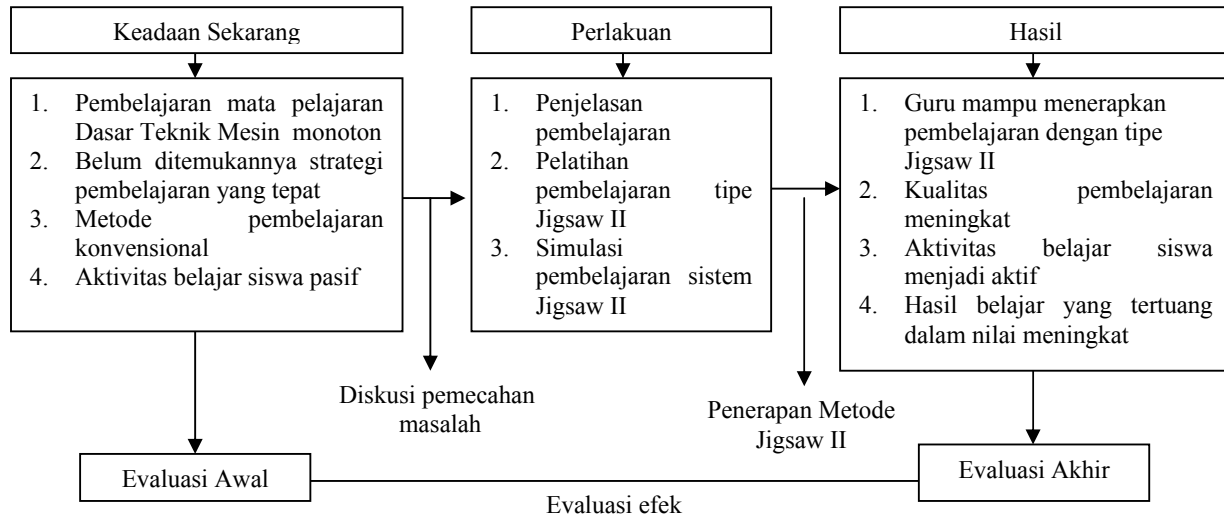 Keadaan Sekarang
Perlakuan
Hasil
1. Pembelajaran mata pelajaran
Dasar Teknik Mesin monoton
2. Belum ditemukannya strategi
pembelajaran yang tepat
3. Metode pembelajaran
konvensional
4. Aktivitas belajar siswa pasif
1. Penjelasan
pembelajaran
2. Pelatihan
pembelajaran tipe
Jigsaw II
3. Simulasi
pembelajaran sistem
Jigsaw II
1. Guru mampu menerapkan
pembelajaran dengan tipe
Jigsaw II
2. Kualitas pembelajaran
meningkat
3. Aktivitas belajar siswa
menjadi aktif
4. Hasil belajar yang tertuang
dalam nilai meningkat
Diskusi pemecahan
masalah
Penerapan Metode
Jigsaw II
Evaluasi Awal
Evaluasi efek
Evaluasi Akhir